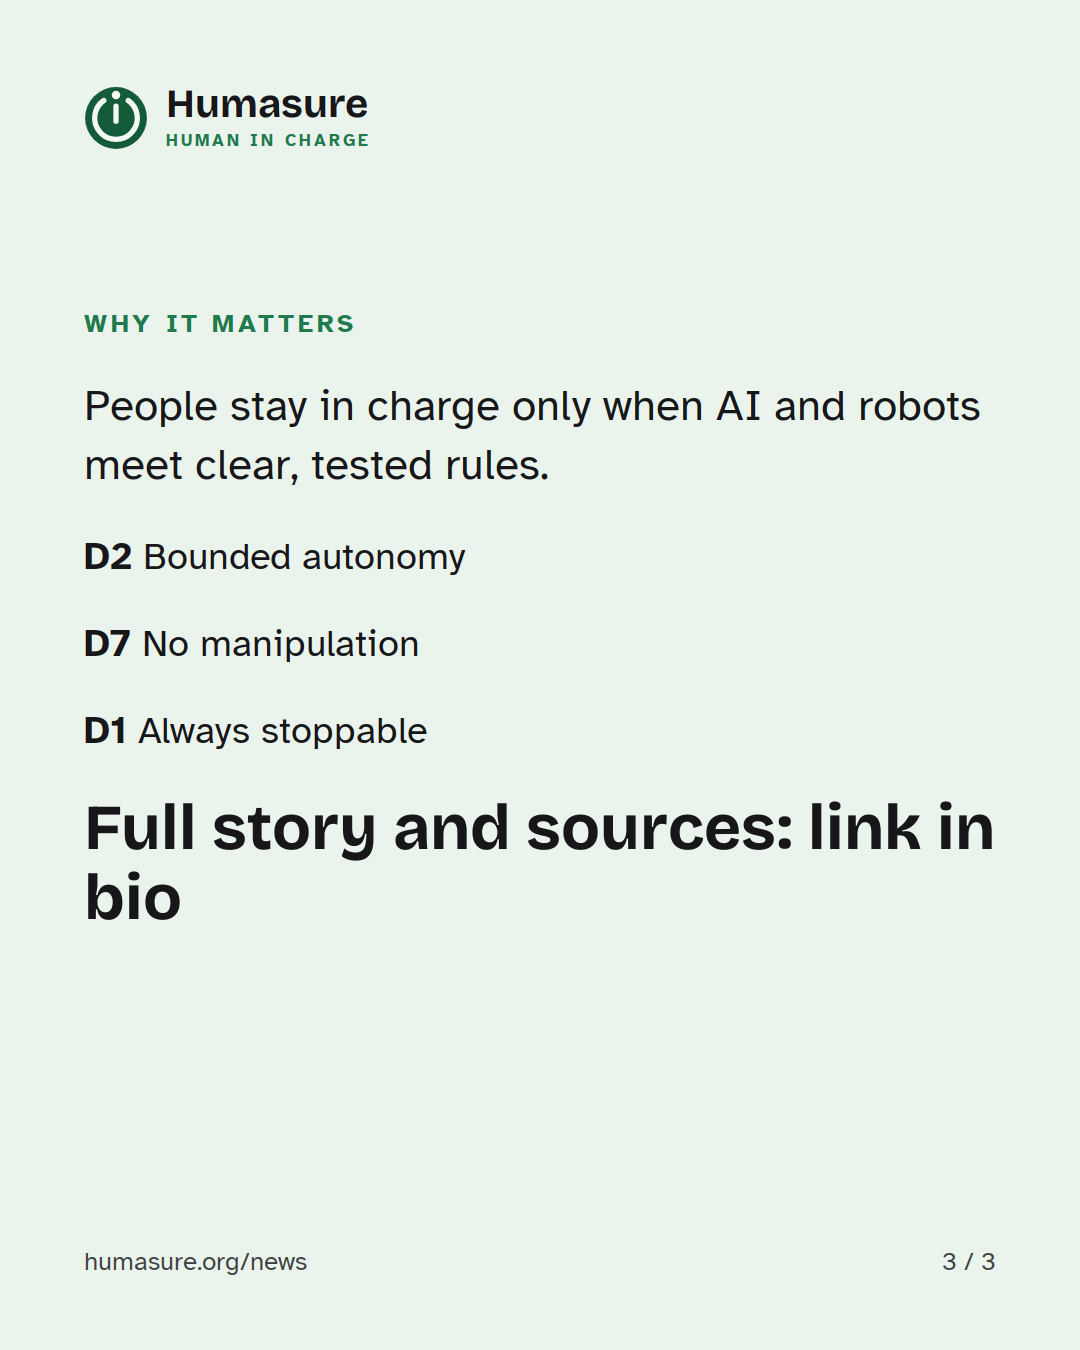 Humasure
HUMAN IN CHARGE
WHY IT MATTERS
People stay in charge only when AI and robots
meet clear, tested rules.
D2 Bounded autonomy
D7 No manipulation
D1 Always stoppable
Full story and sources: link in
bio
humasure.org/news
3 / 3